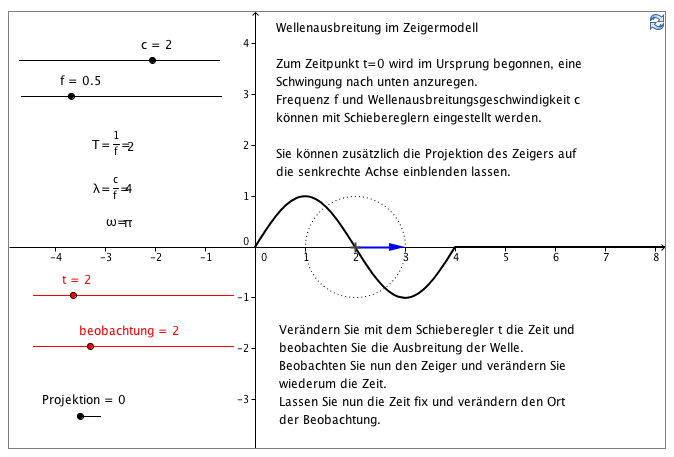 c = 2
f = 0.5
T = 1/f = 2
λ = c/f = 4
ω = π
t = 2
beobachtung = 2
Projektion = 0
Wellenausbreitung im Zeigermodell
Zum Zeitpunkt t=0 wird im Ursprung begonnen, eine
Schwingung nach unten anzuregen.
Frequenz f und Wellenausbreitungsgeschwindigkeit c
können mit Schiebereglern eingestellt werden.
Sie können zusätzlich die Projektion des Zeigers auf
die senkrechte Achse einblenden lassen.
4
3
2
1
0
-1
-2
-3
-4 -3 -2 -1 0 1 2 3 4 5 6 7 8
Verändern Sie mit dem Schieberegler t die Zeit und
beobachten Sie die Ausbreitung der Welle.
Beobachten Sie nun den Zeiger und verändern Sie
wiederum die Zeit.
Lassen Sie nun die Zeit fix und verändern den Ort
der Beobachtung.